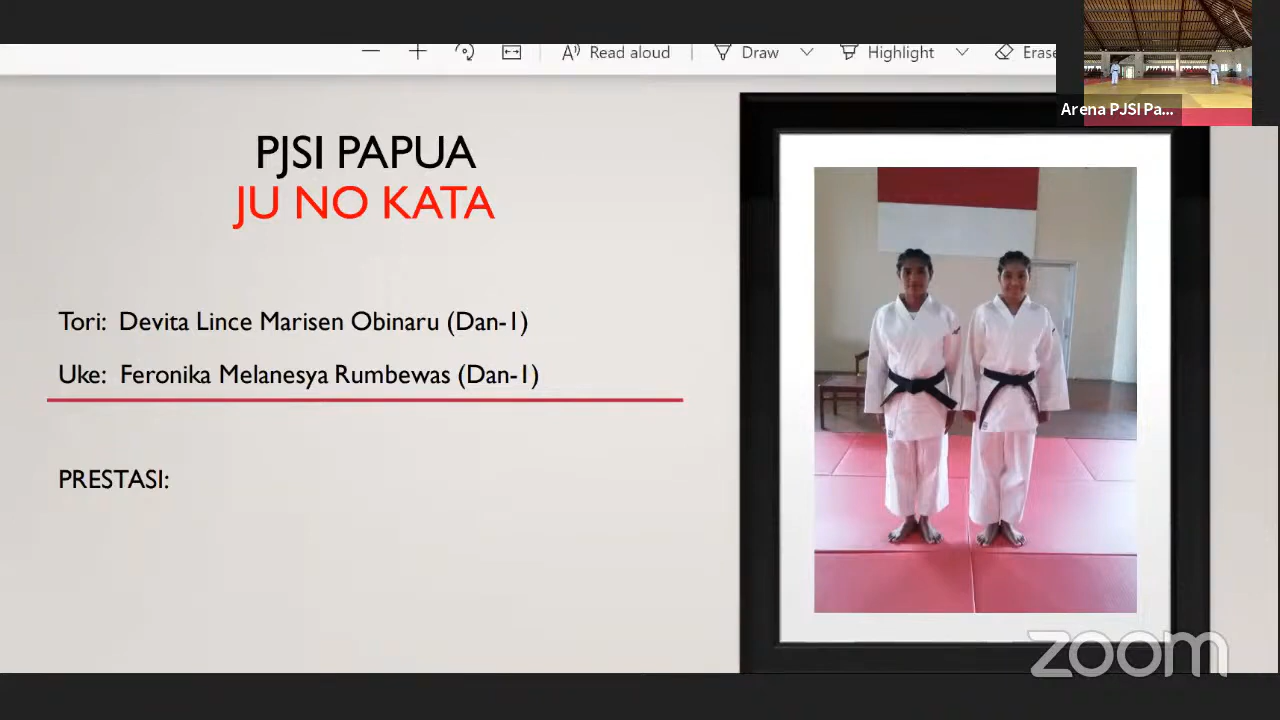 Read aloud
Draw
Highlight
Erase
Arena PJSI Pa...
PJSI PAPUA
JU NO KATA
Tori: Devita Lince Marisen Obinaru (Dan-1)
Uke: Feronika Melanesya Rumbewas (Dan-1)
PRESTASI:
zoom